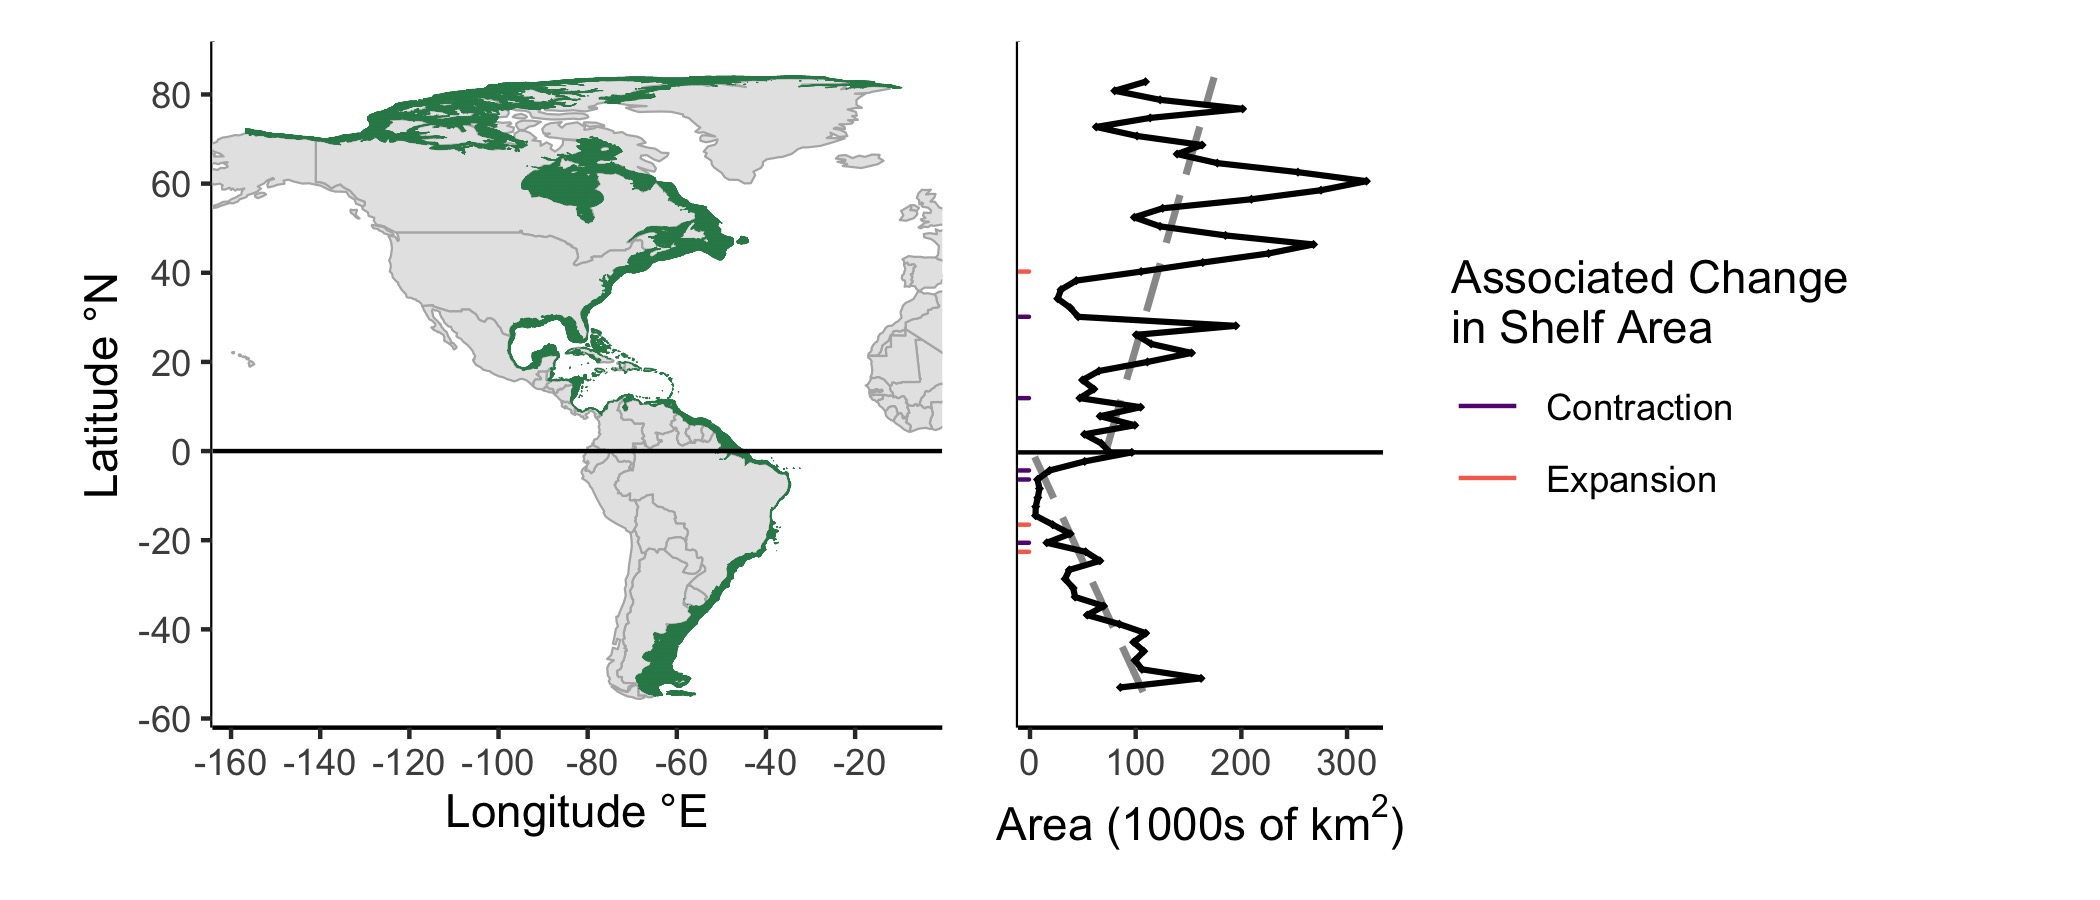 80
60
40
20
0
-20
-40
-60
Latitude °N
-160 -140 -120 -100 -80 -60 -40 -20
Longitude °E
0 100 200 300
Area (1000s of km²)
Associated Change
in Shelf Area
Contraction
Expansion